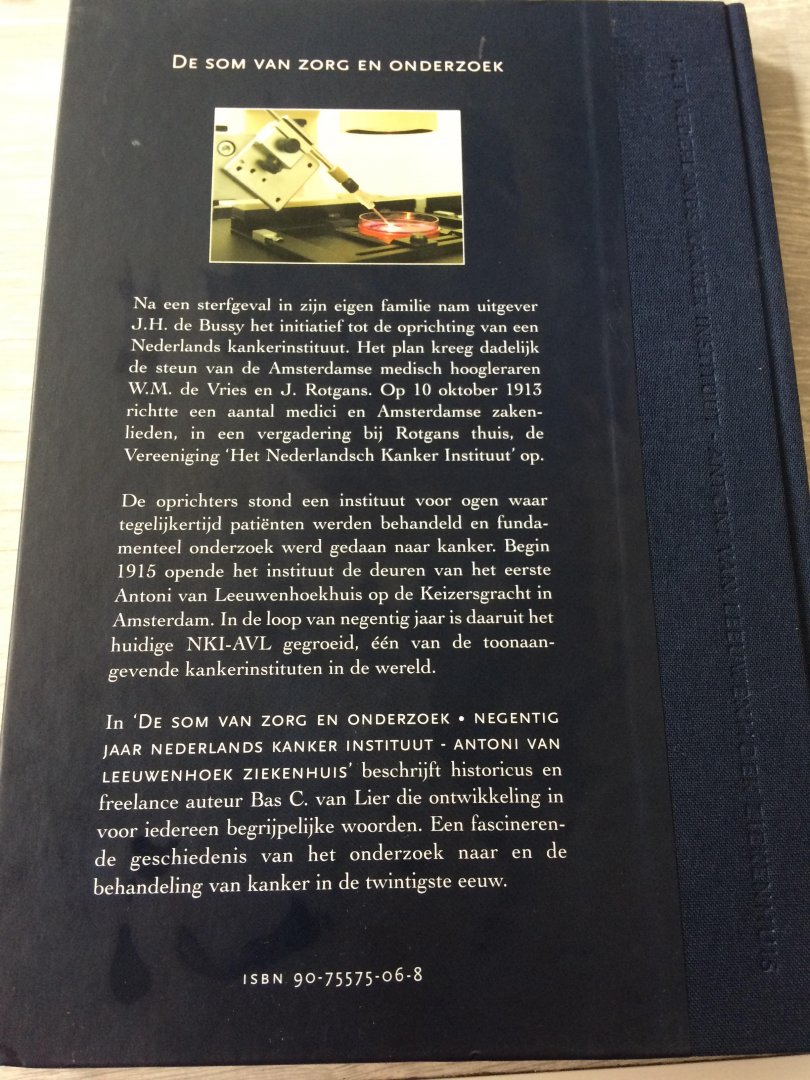 De som van zorg en onderzoek
Na een sterfgeval in zijn eigen familie nam uitgever
J.H. de Bussy het initiatief tot de oprichting van een
Nederlands kankerinstituut. Het plan kreeg dadelijk
de steun van de Amsterdamse medisch hoogleraren
W.M. de Vries en J. Rotgans. Op 10 oktober 1913
richtte een aantal medici en Amsterdamse zaken-
lieden, in een vergadering bij Rotgans thuis, de
Vereeniging ‘Het Nederlandsch Kanker Instituut’ op.
De oprichters stond een instituut voor ogen waar
tegelijkertijd patiënten werden behandeld en funda-
menteel onderzoek werd gedaan naar kanker. Begin
1915 opende het instituut de deuren van het eerste
Antoni van Leeuwenhoekhuis op de Keizersgracht in
Amsterdam. In de loop van negentig jaar is daaruit het
huidige NKI-AVL gegroeid, één van de toonaan-
gevende kankerinstituten in de wereld.
In ‘De som van zorg en onderzoek • negentig
jaar Nederlands Kanker Instituut - Antoni van
Leeuwenhoek Ziekenhuis’ beschrijft historicus en
freelance auteur Bas C. van Lier die ontwikkeling in
voor iedereen begrijpelijke woorden. Een fascineren-
de geschiedenis van het onderzoek naar en de
behandeling van kanker in de twintigste eeuw.
ISBN 90-75575-06-8